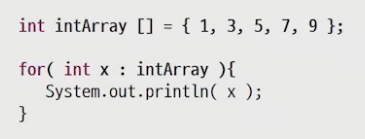 int intArray [] = { 1, 3, 5, 7, 9 };
for( int x : intArray ){
System.out.println( x );
}